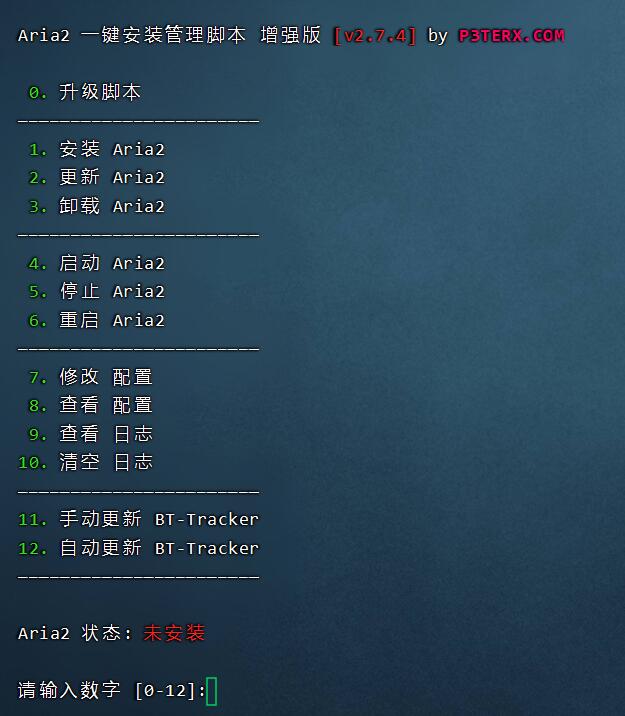 Aria2 一键安装管理脚本 增强版 [v2.7.4] by P3TERX.COM
0. 升级脚本
———————————————————————
1. 安装 Aria2
2. 更新 Aria2
3. 卸载 Aria2
———————————————————————
4. 启动 Aria2
5. 停止 Aria2
6. 重启 Aria2
———————————————————————
7. 修改 配置
8. 查看 配置
9. 查看 日志
10. 清空 日志
———————————————————————
11. 手动更新 BT-Tracker
12. 自动更新 BT-Tracker
———————————————————————
Aria2 状态: 未安装
请输入数字 [0-12]: